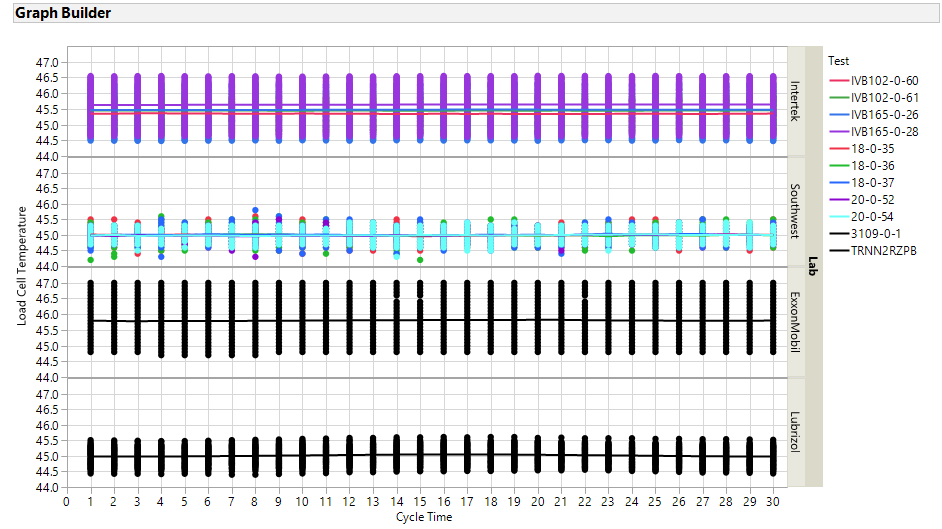 Graph Builder
Load Cell Temperature
47.0
46.5
46.0
45.5
45.0
44.5
44.0
Intertek
47.0
46.5
46.0
45.5
45.0
44.5
44.0
Southwest
47.0
46.5
46.0
45.5
45.0
44.5
44.0
ExxonMobil
47.0
46.5
46.0
45.5
45.0
44.5
44.0
Lubrizol
Lab
0 1 2 3 4 5 6 7 8 9 10 11 12 13 14 15 16 17 18 19 20 21 22 23 24 25 26 27 28 29 30
Cycle Time
Test
IVB102-0-60
IVB102-0-61
IVB165-0-26
IVB165-0-28
18-0-35
18-0-36
18-0-37
20-0-52
20-0-54
3109-0-1
TRNN2RZPB